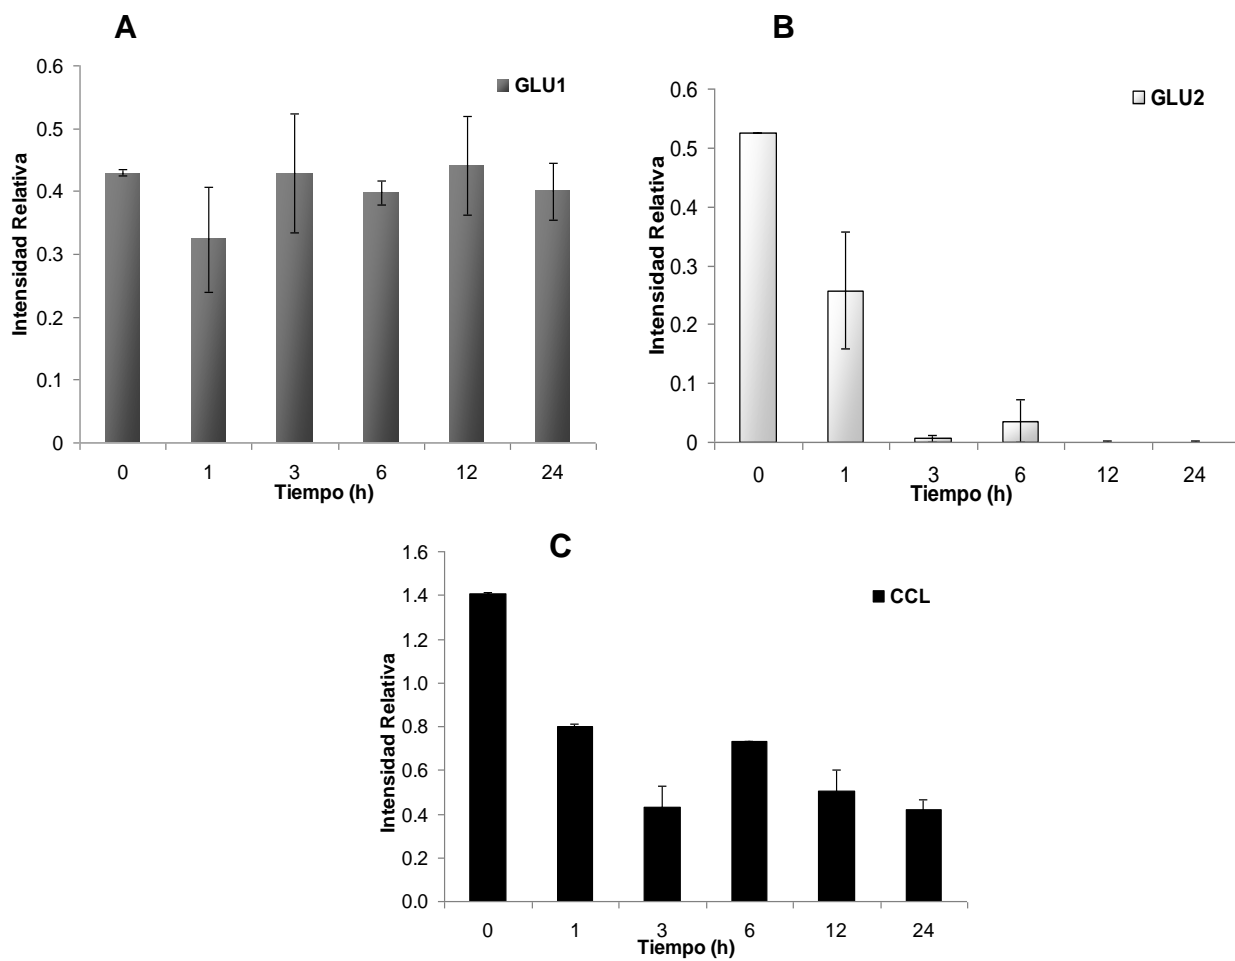 A
GLU1
Intensidad Relativa
0.6
0.5
0.4
0.3
0.2
0.1
0
0 1 3 6 12 24
Tiempo (h)
B
GLU2
Intensidad Relativa
0.6
0.5
0.4
0.3
0.2
0.1
0
0 1 3 6 12 24
Tiempo (h)
C
CCL
Intensidad Relativa
1.6
1.4
1.2
1.0
0.8
0.6
0.4
0.2
0.0
0 1 3 6 12 24
Tiempo (h)